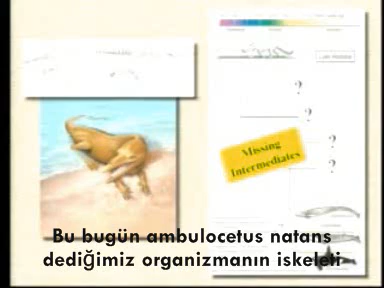 ?
?
Missing
Intermediates
?
?
Bu bugün ambulocetus natans
dediğimiz organizmanın iskeleti